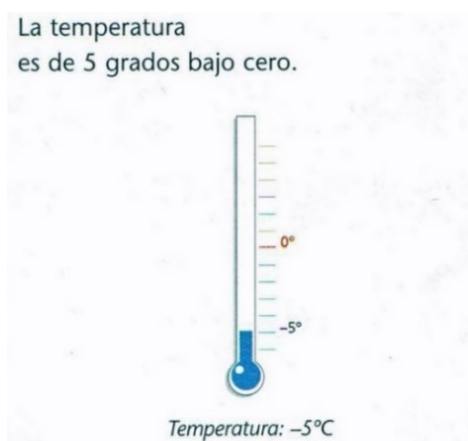 La temperatura
es de 5 grados bajo cero.
0°
–5°
Temperatura: –5°C